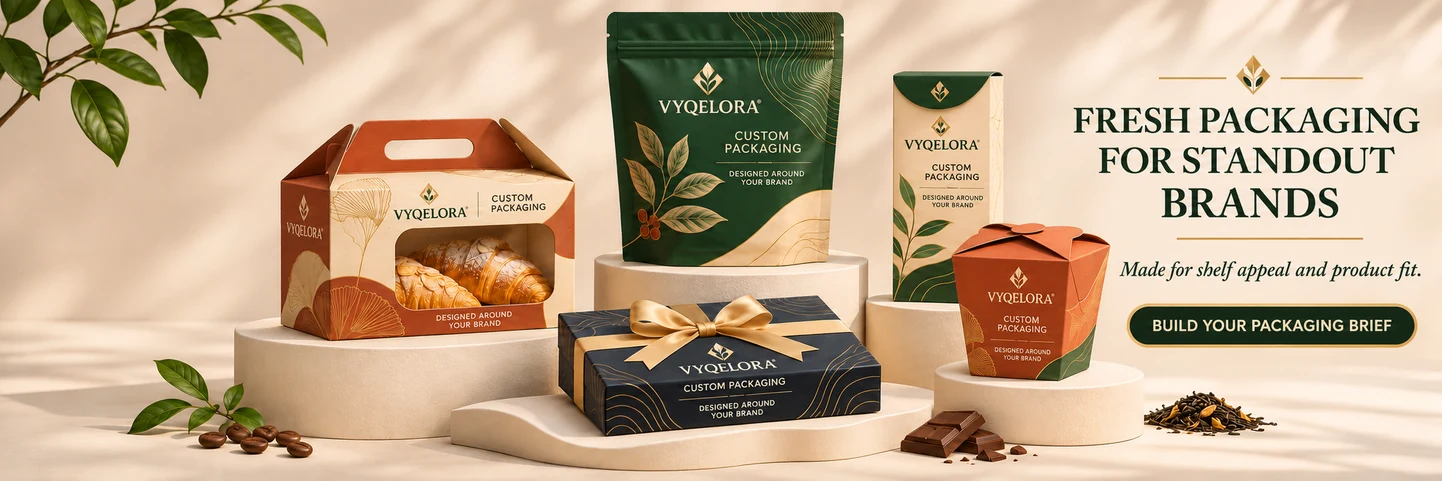 VYQELORA®
VYQELORA®
CUSTOM
PACKAGING
DESIGNED AROUND
YOUR BRAND
VYQELORA®
CUSTOM
PACKAGING
DESIGNED AROUND
YOUR BRAND
VYQELORA®
CUSTOM PACKAGING
DESIGNED AROUND
YOUR BRAND
VYQELORA®
CUSTOM
PACKAGING
DESIGNED AROUND
YOUR BRAND
VYQELORA®
CUSTOM
PACKAGING
DESIGNED AROUND
YOUR BRAND
FRESH PACKAGING
FOR STANDOUT
BRANDS
Made for shelf appeal and product fit.
BUILD YOUR PACKAGING BRIEF